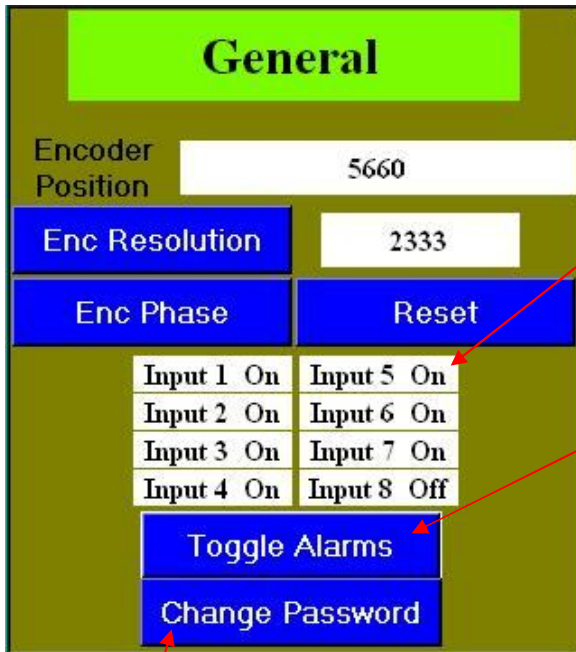 General
Encoder
Position
5660
Enc Resolution
2333
Enc Phase
Reset
Input 1 On
Input 5 On
Input 2 On
Input 6 On
Input 3 On
Input 7 On
Input 4 On
Input 8 Off
Toggle Alarms
Change Password